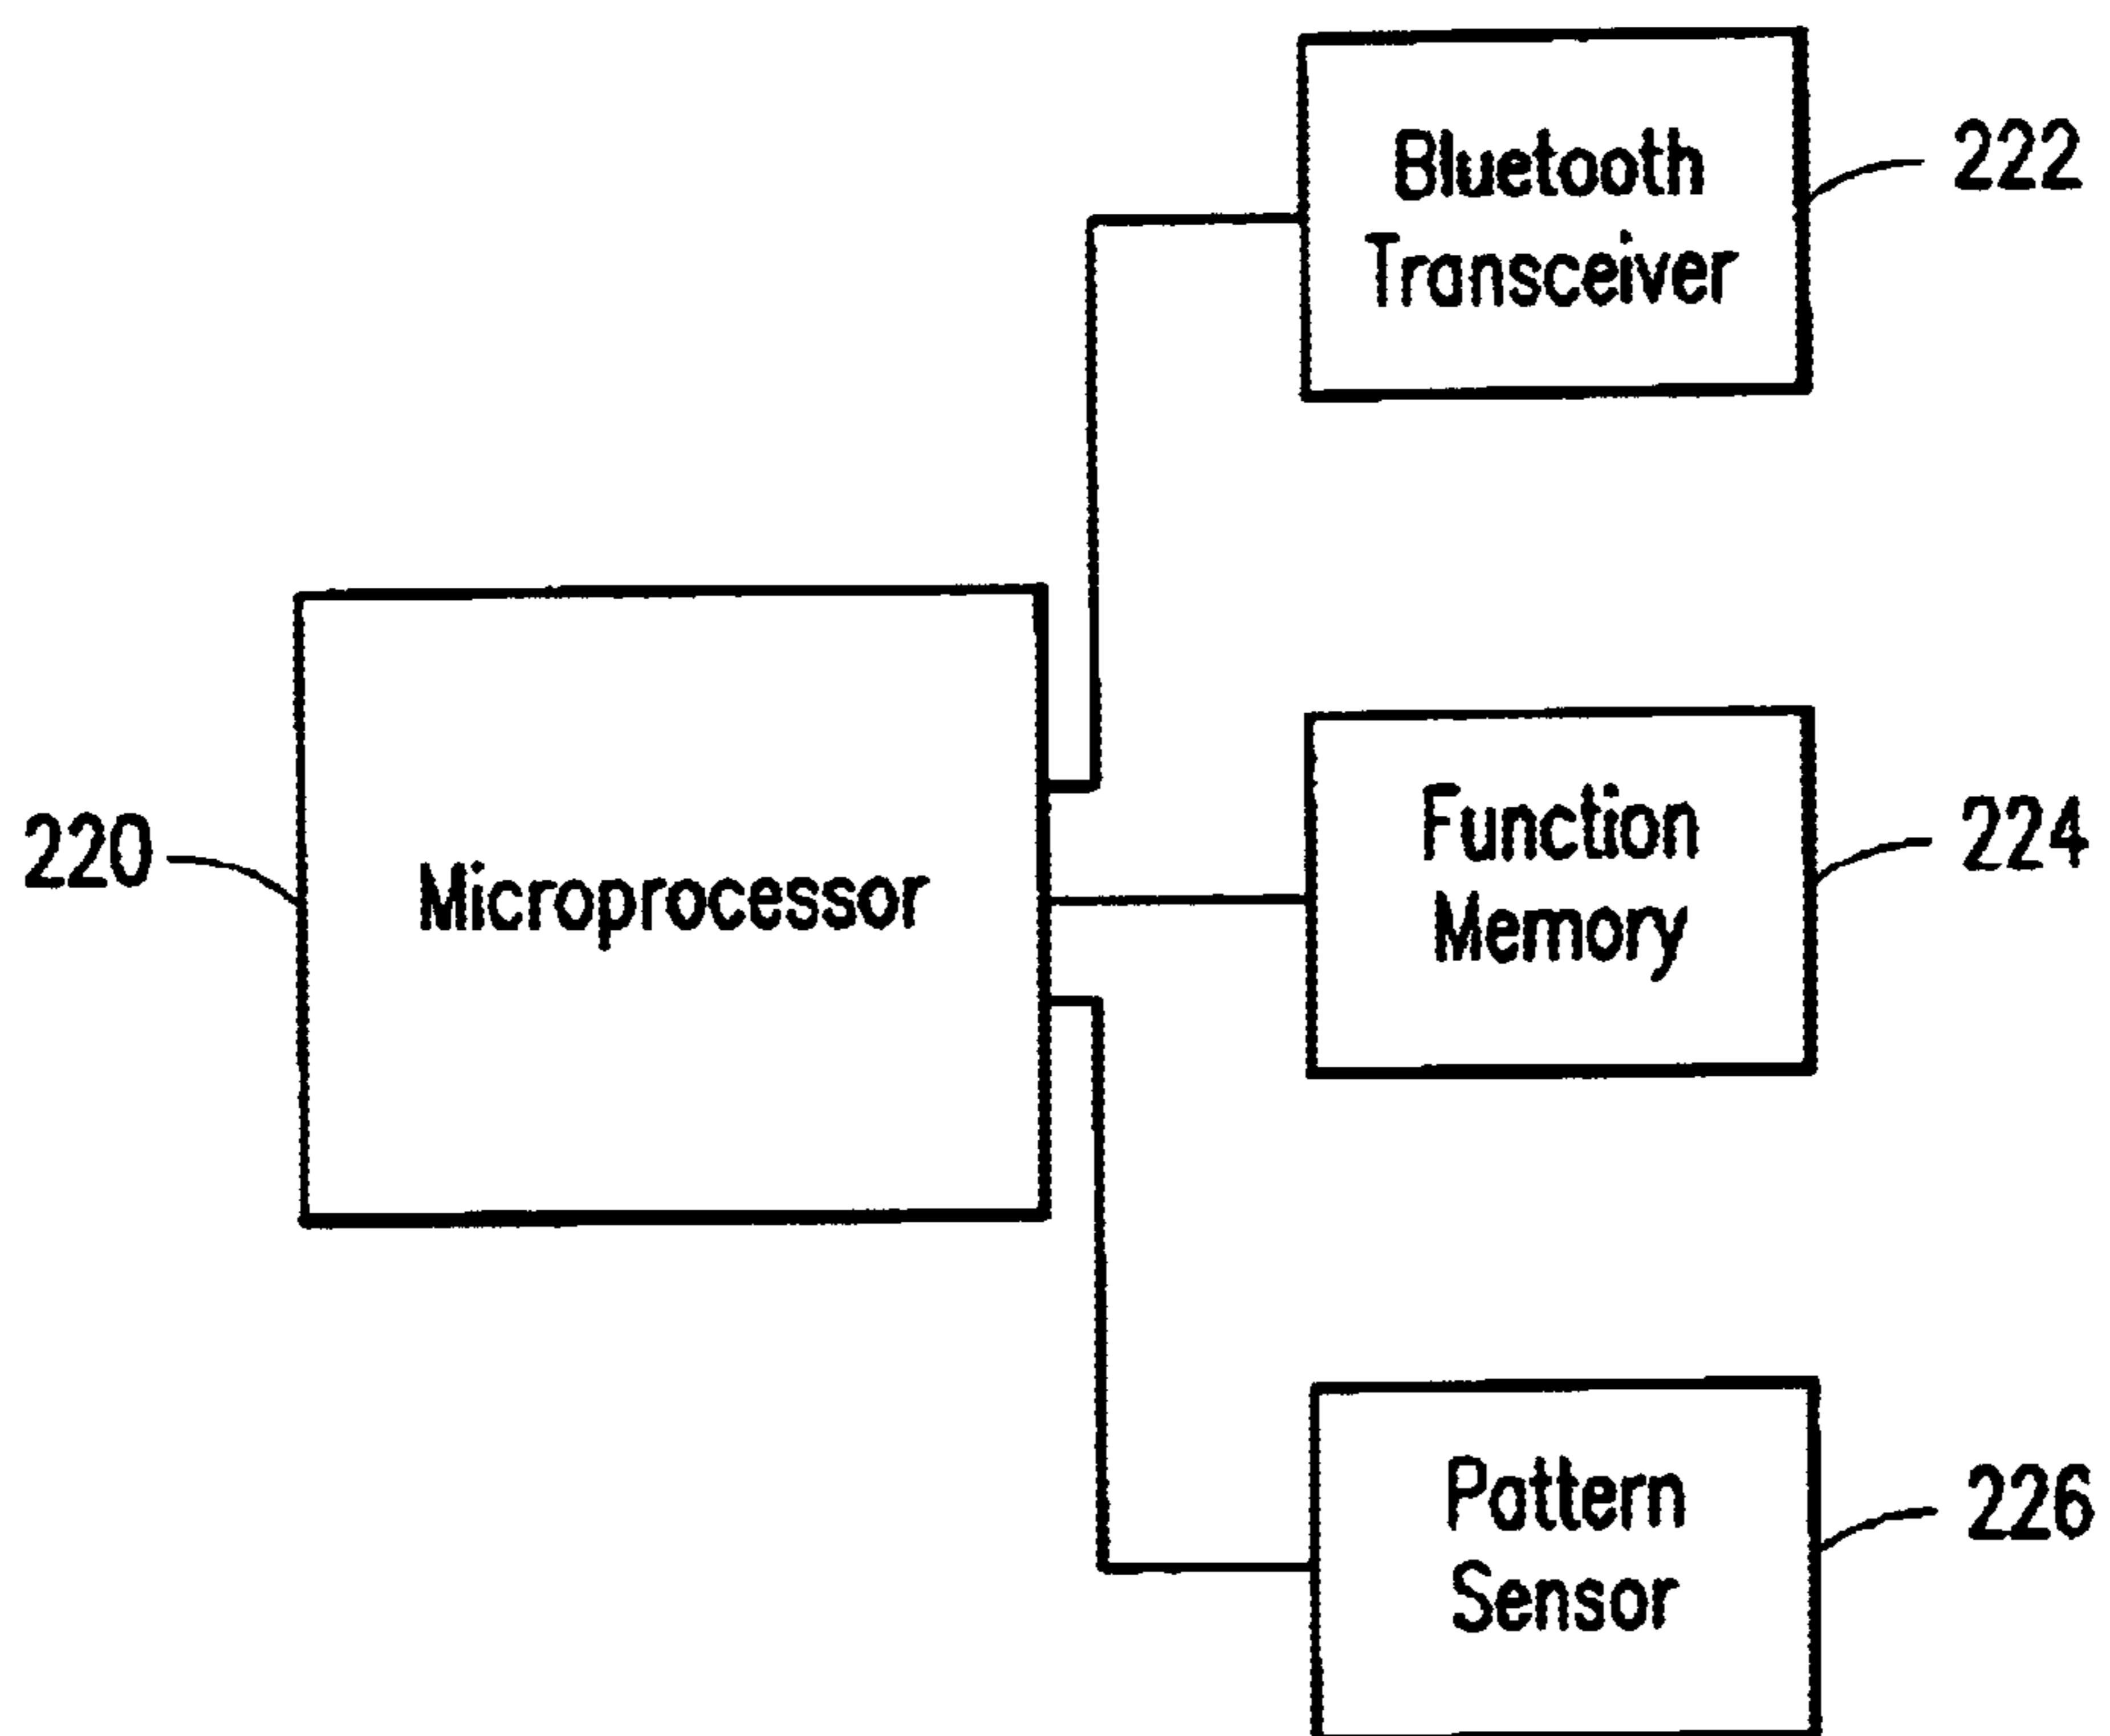 Bluetooth
Transceiver
222
220
Microprocessor
Function
Memory
224
Pattern
Sensor
226